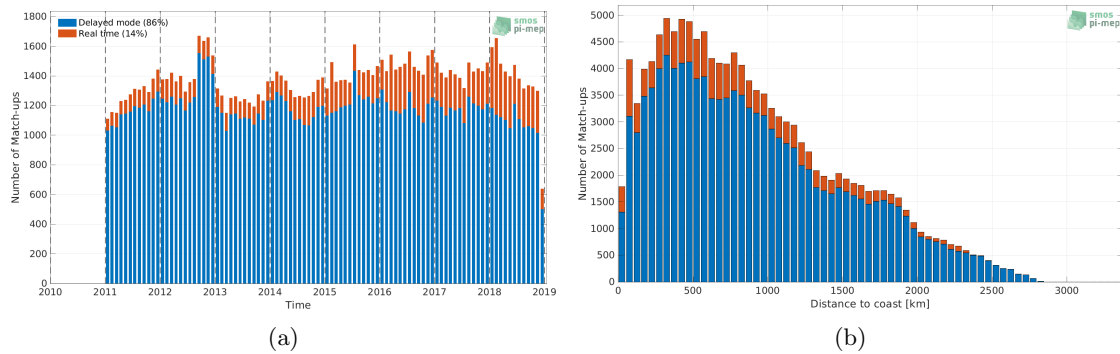 Delayed mode (86%)
Real time (14%)
smos
pi-mep
Number of Match-ups
1800
1600
1400
1200
1000
800
600
400
200
0
2010 2011 2012 2013 2014 2015 2016 2017 2018 2019
Time
(a)
smos
pi-mep
Number of Match-ups
5000
4500
4000
3500
3000
2500
2000
1500
1000
500
0
0 500 1000 1500 2000 2500 3000
Distance to coast [km]
(b)